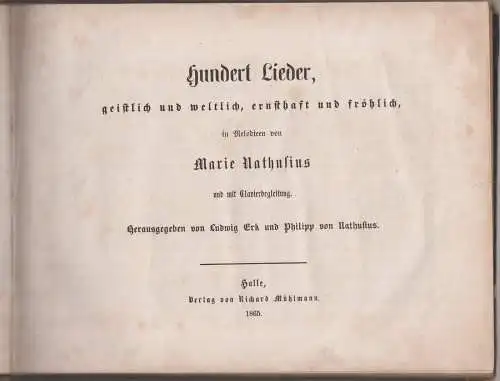 Hundert Lieder,
geistlich und weltlich, ernsthaft und fröhlich,
in Melodieen von
Marie Nathusius
und mit Clavierbegleitung.
Herausgegeben von Ludwig Erk und Philipp von Nathusius.
Halle,
Verlag von Richard Mühlmann.
1865.